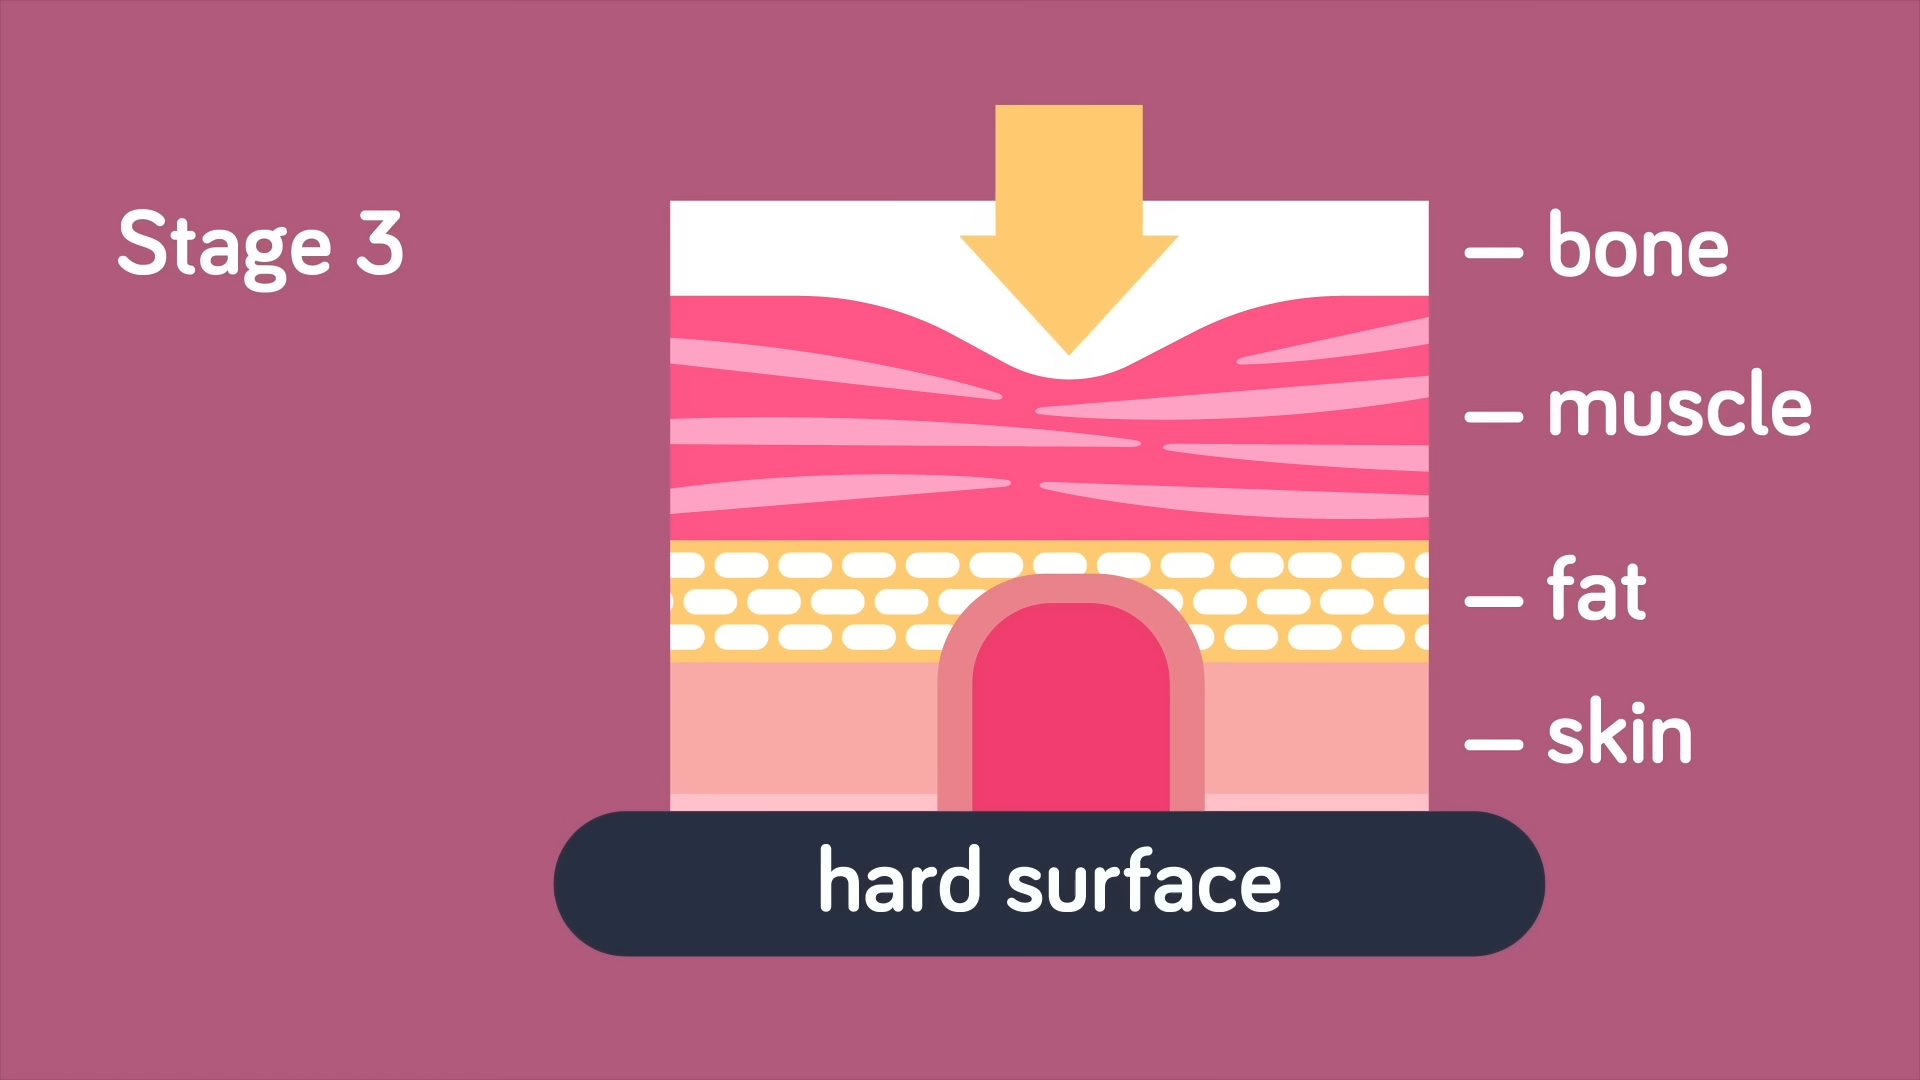 Stage 3
— bone
— muscle
— fat
— skin
hard surface